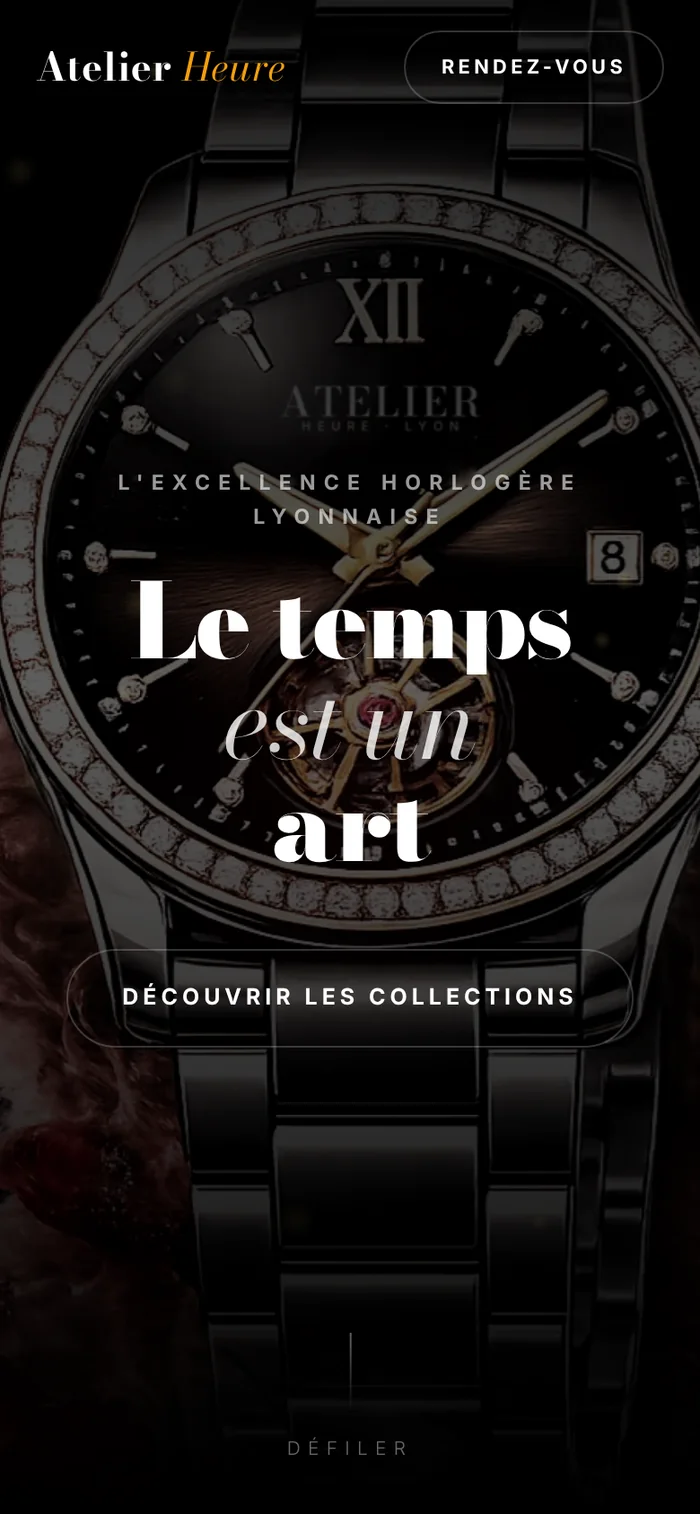 Atelier Heure
RENDEZ-VOUS
XII
ATELIER
HEURE · LYON
L'EXCELLENCE HORLOGÈRE
LYONNAISE
8
Le temps
est un
art
DÉCOUVRIR LES COLLECTIONS
DÉFILER